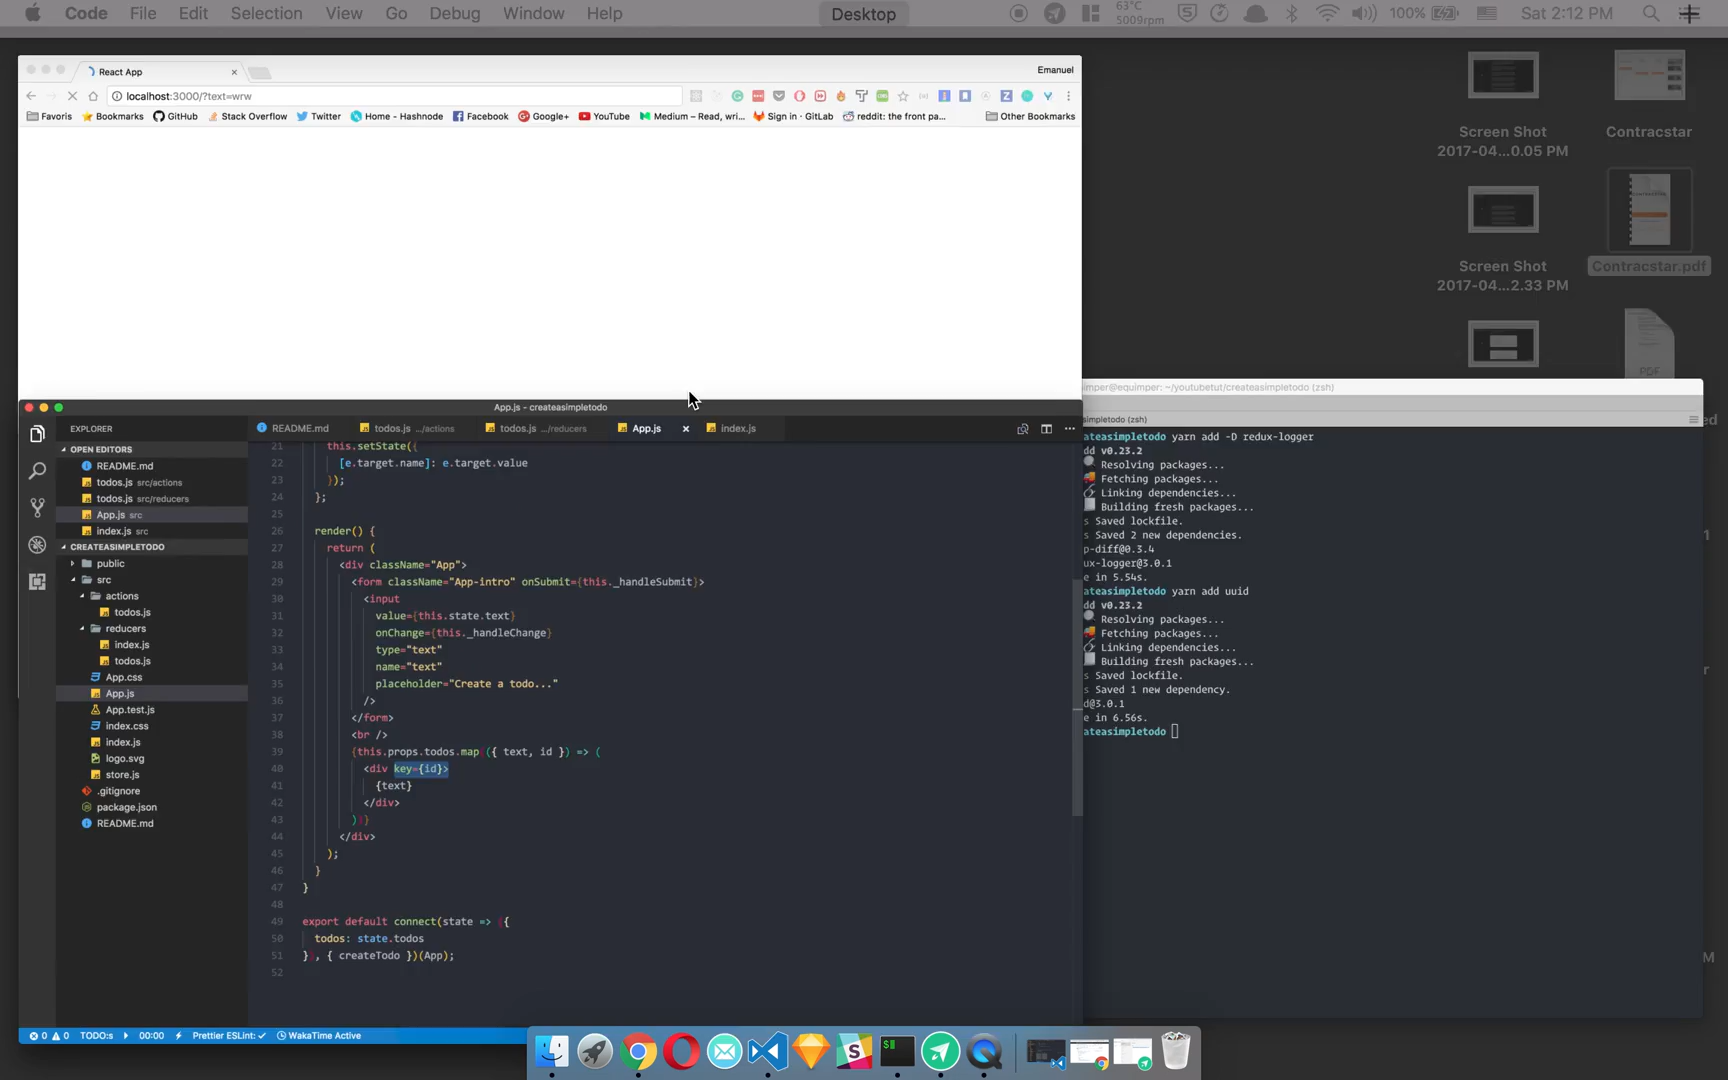 Code File Edit Selection View Go Debug Window Help
Desktop
63°C
5009rpm
100%
Sat 2:12 PM
React App
Emanuel
localhost:3000/?text=wrw
Favoris Bookmarks GitHub Stack Overflow Twitter Home - Hashnode Facebook Google+ YouTube Medium – Read, wri... Sign in · GitLab reddit: the front pa... Other Bookmarks
Screen Shot
2017-04...0.05 PM
Contracstar
Screen Shot
2017-04...2.33 PM
Contracstar.pdf
PDF
App.js - createasimpletodo
EXPLORER
OPEN EDITORS
README.md
todos.js src/actions
todos.js src/reducers
App.js src
index.js src
CREATEASIMPLETODO
public
src
actions
todos.js
reducers
index.js
todos.js
App.css
App.js
App.test.js
index.css
index.js
logo.svg
store.js
.gitignore
package.json
README.md
README.md todos.js .../actions todos.js .../reducers App.js index.js
21 this.setState({
22 [e.target.name]: e.target.value
23 });
24 };
25
26 render() {
27 return (
28 <div className="App">
29 <form className="App-intro" onSubmit={this._handleSubmit}>
30 <input
31 value={this.state.text}
32 onChange={this._handleChange}
33 type="text"
34 name="text"
35 placeholder="Create a todo..."
36 />
37 </form>
38 <br />
39 {this.props.todos.map(({ text, id }) => (
40 <div key={id}>
41 {text}
42 </div>
43 ))}
44 </div>
45 );
46 }
47 }
48
49 export default connect(state => ({
50 todos: state.todos
51 }), { createTodo })(App);
52
0 0 TODO:s 00:00 Prettier ESLint: WakaTime Active
imper@equimper: ~/youtubetut/createasimpletodo (zsh)
simpletodo (zsh)
ateasimpletodo yarn add -D redux-logger
dd v0.23.2
Resolving packages...
Fetching packages...
Linking dependencies...
Building fresh packages...
s Saved lockfile.
s Saved 2 new dependencies.
p-diff@0.3.4
ux-logger@3.0.1
e in 5.54s.
ateasimpletodo yarn add uuid
dd v0.23.2
Resolving packages...
Fetching packages...
Linking dependencies...
Building fresh packages...
s Saved lockfile.
s Saved 1 new dependency.
d@3.0.1
e in 6.56s.
ateasimpletodo